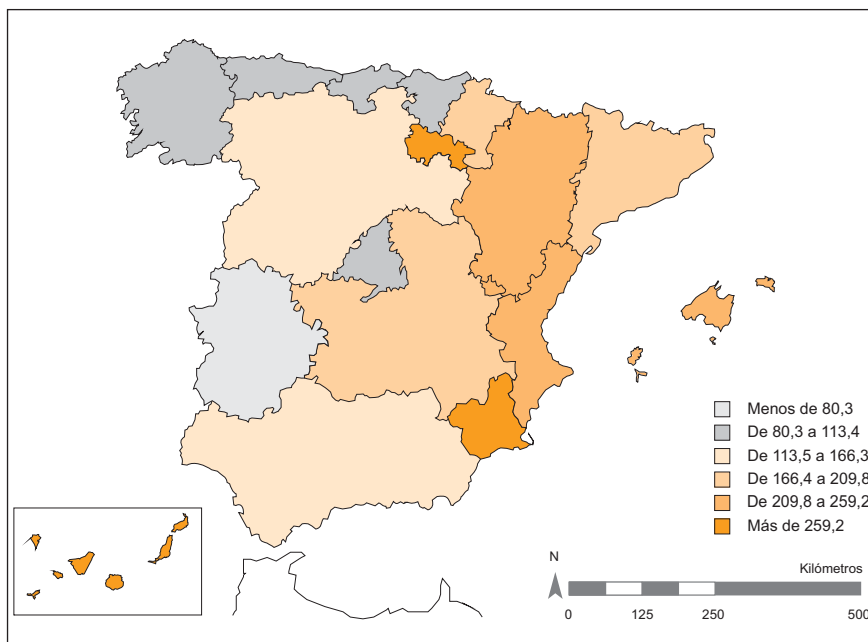 Menos de 80,3
De 80,3 a 113,4
De 113,5 a 166,3
De 166,4 a 209,8
De 209,8 a 259,2
Más de 259,2
N
Kilómetros
0 125 250 500